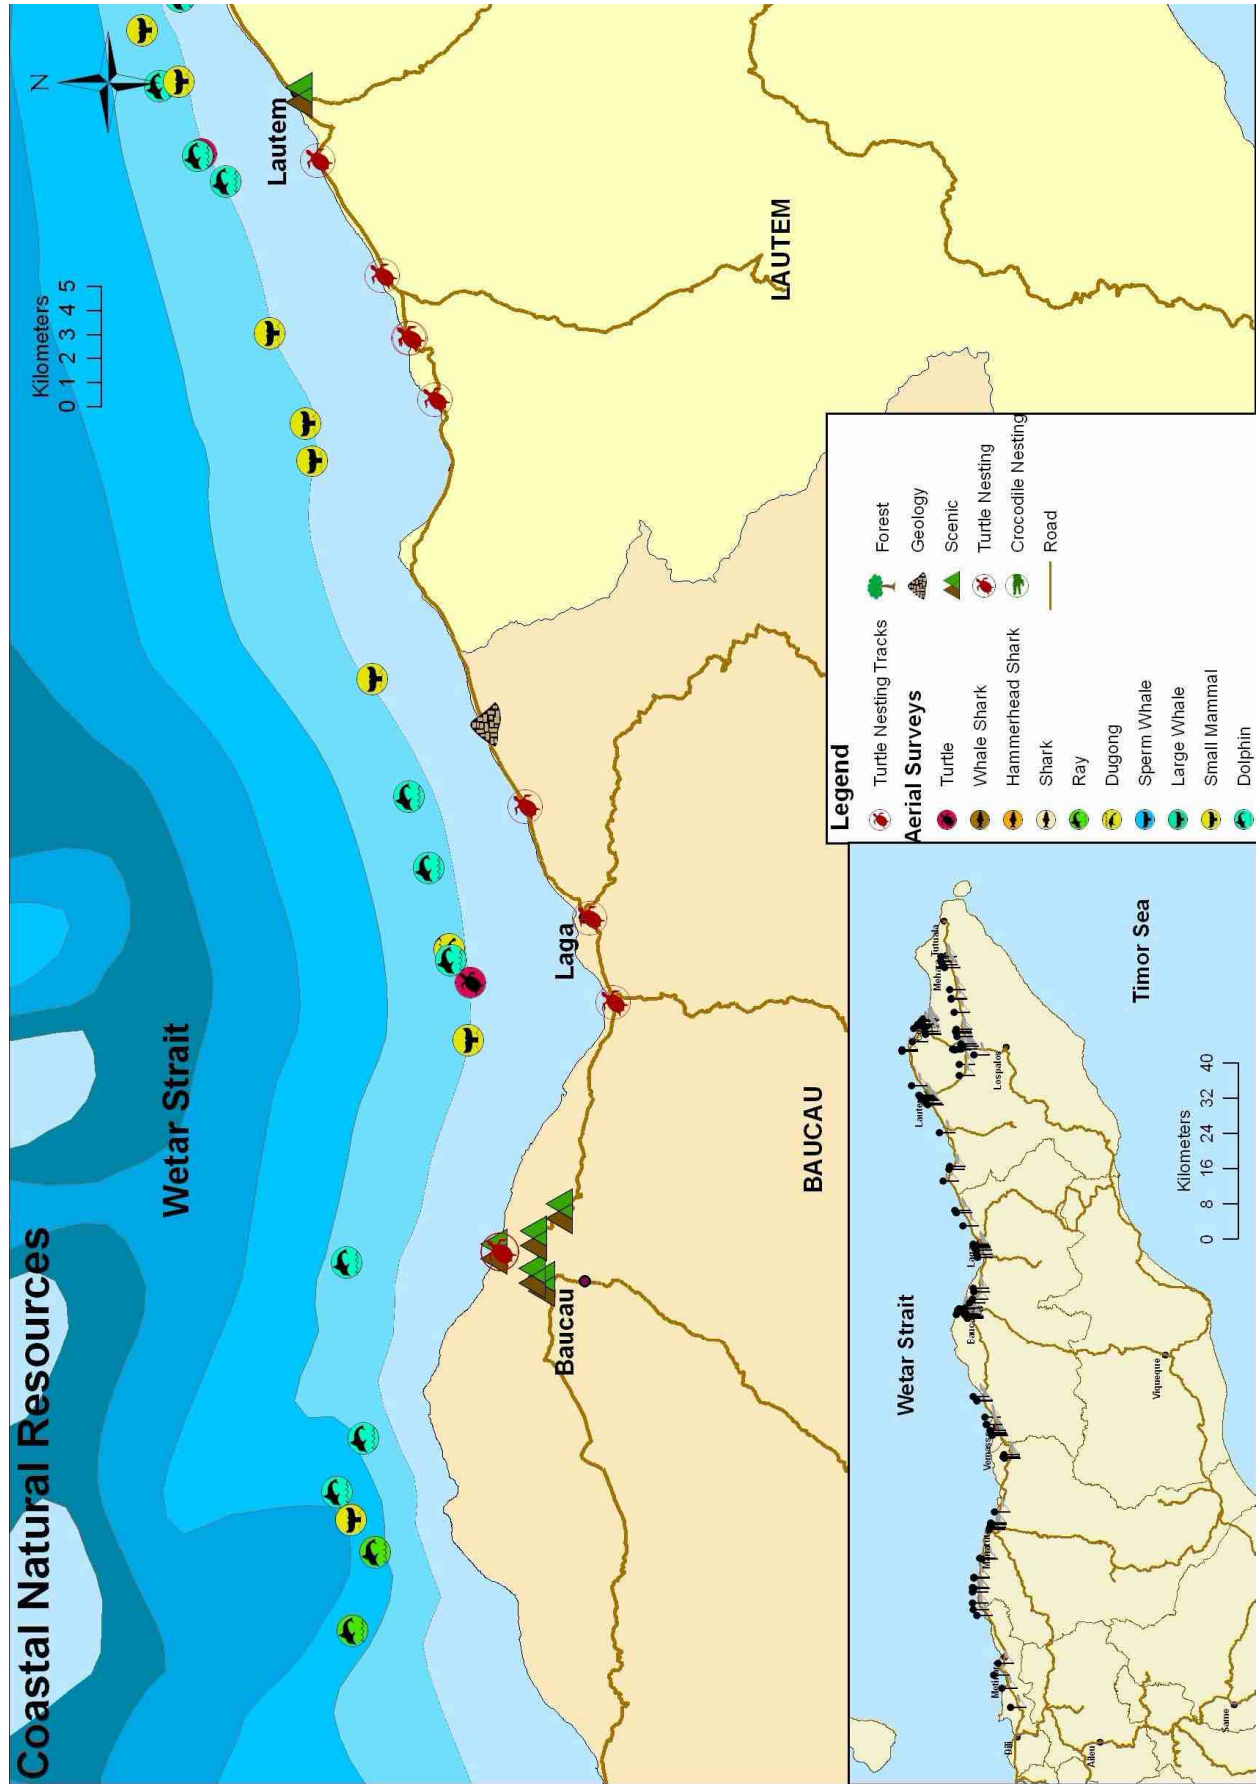 Coastal Natural Resources
Wetar Strait
Kilometers
0 1 2 3 4 5
N
Lautem
Laga
Baucau
LAUTEM
BAUCAU
Legend
Turtle Nesting Tracks
Aerial Surveys
Turtle
Whale Shark
Hammerhead Shark
Shark
Ray
Dugong
Sperm Whale
Large Whale
Small Mammal
Dolphin
Forest
Geology
Scenic
Turtle Nesting
Crocodile Nesting
Road
Wetar Strait
Timor Sea
Kilometers
0 8 16 24 32 40
Dili
Aileu
Same
Viqueque
Lospalos
Tutuala